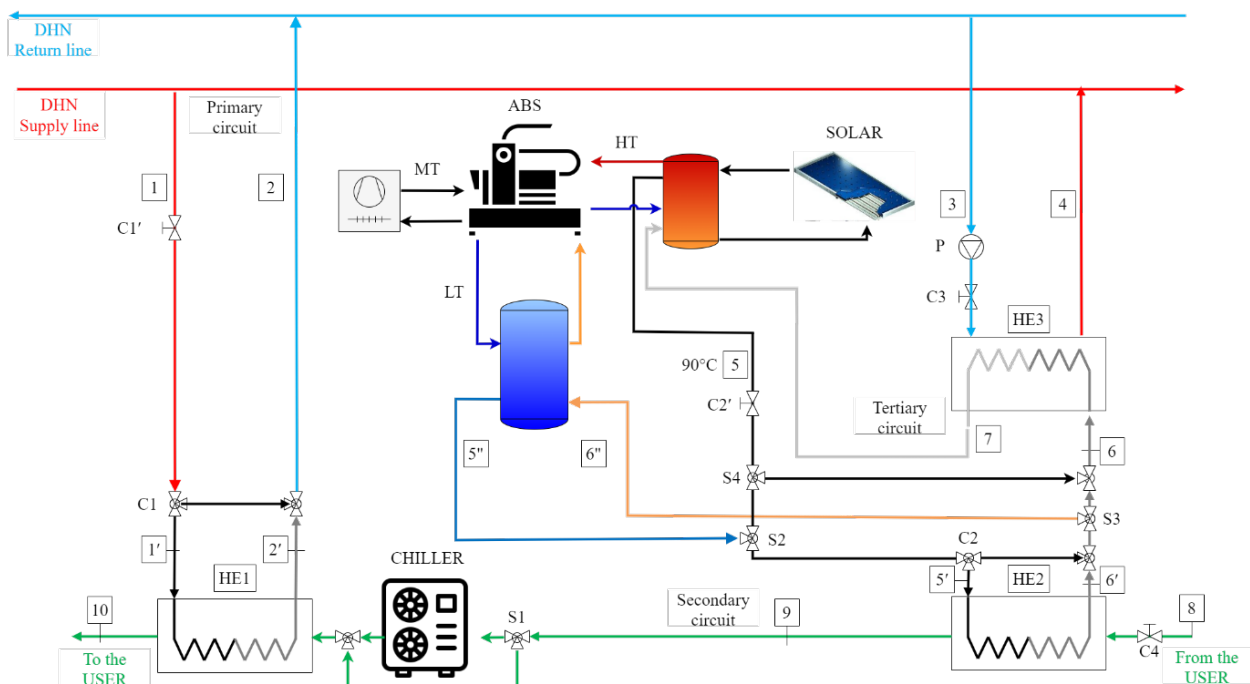 DHN
Return line
DHN
Supply line
Primary
circuit
ABS
HT
SOLAR
MT
1
2
3
4
C1′
P
LT
C3
HE3
90°C
5
C2′
Tertiary
circuit
7
6
5"
6"
S4
C1
S3
S2
1′
2′
CHILLER
C2
HE1
5′
HE2
6′
10
Secondary
circuit
9
S1
8
To the
USER
C4
From the
USER